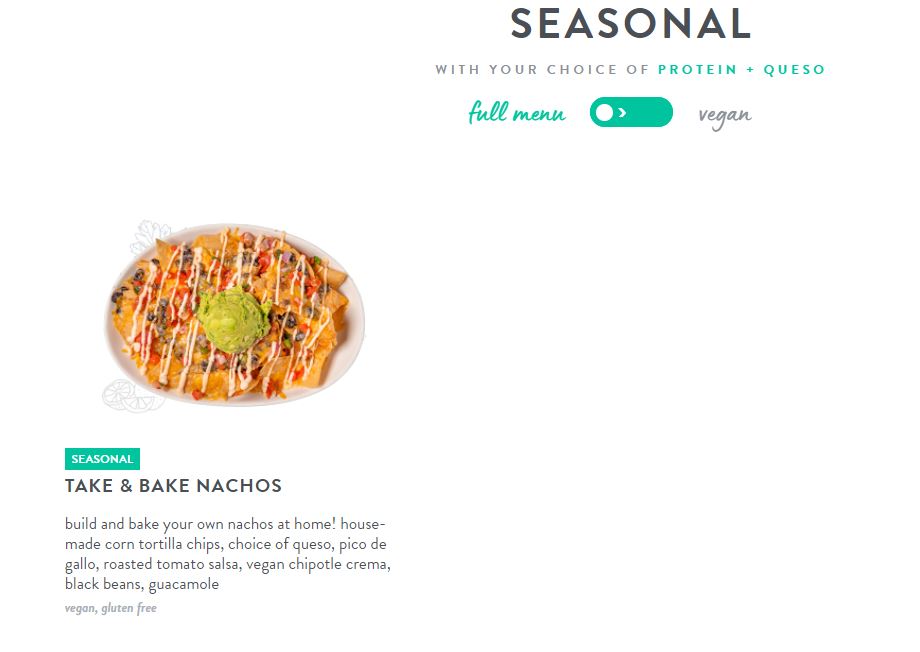 SEASONAL
WITH YOUR CHOICE OF PROTEIN + QUESO
full menu
vegan
SEASONAL
TAKE & BAKE NACHOS
build and bake your own nachos at home! house-
made corn tortilla chips, choice of queso, pico de
gallo, roasted tomato salsa, vegan chipotle crema,
black beans, guacamole
vegan, gluten free